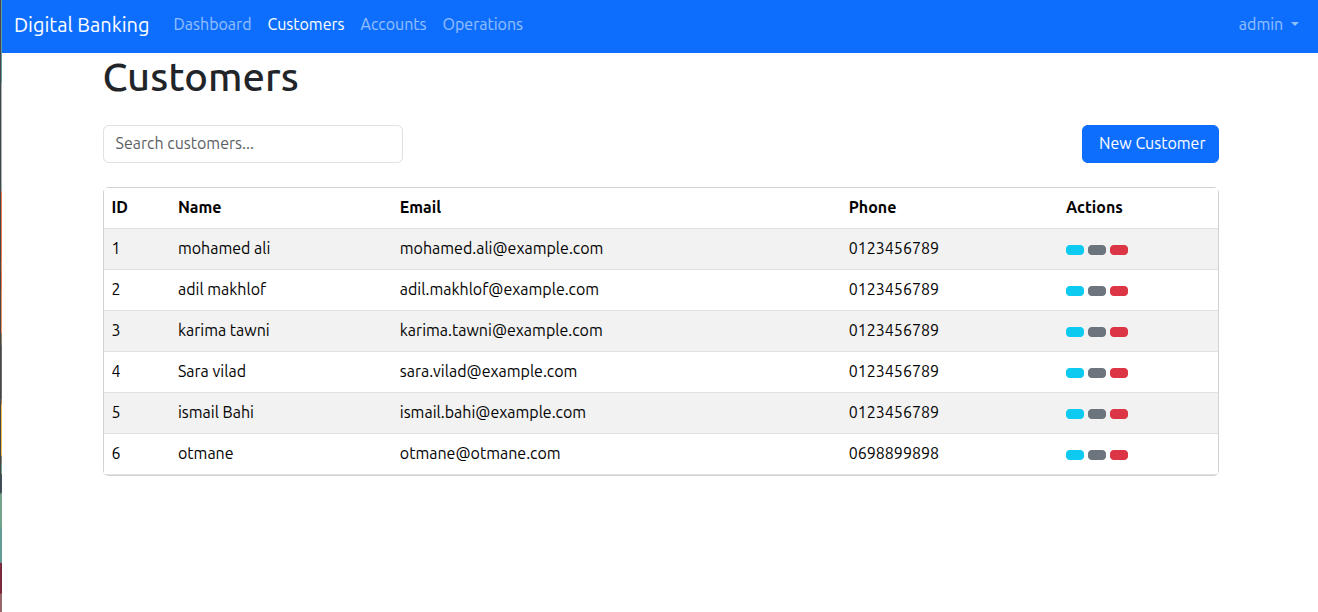 Digital Banking Dashboard Customers Accounts Operations admin
Customers
Search customers... New Customer
ID Name Email Phone Actions
1 mohamed ali mohamed.ali@example.com 0123456789
2 adil makhlof adil.makhlof@example.com 0123456789
3 karima tawni karima.tawni@example.com 0123456789
4 Sara vilad sara.vilad@example.com 0123456789
5 ismail Bahi ismail.bahi@example.com 0123456789
6 otmane otmane@otmane.com 0698899898